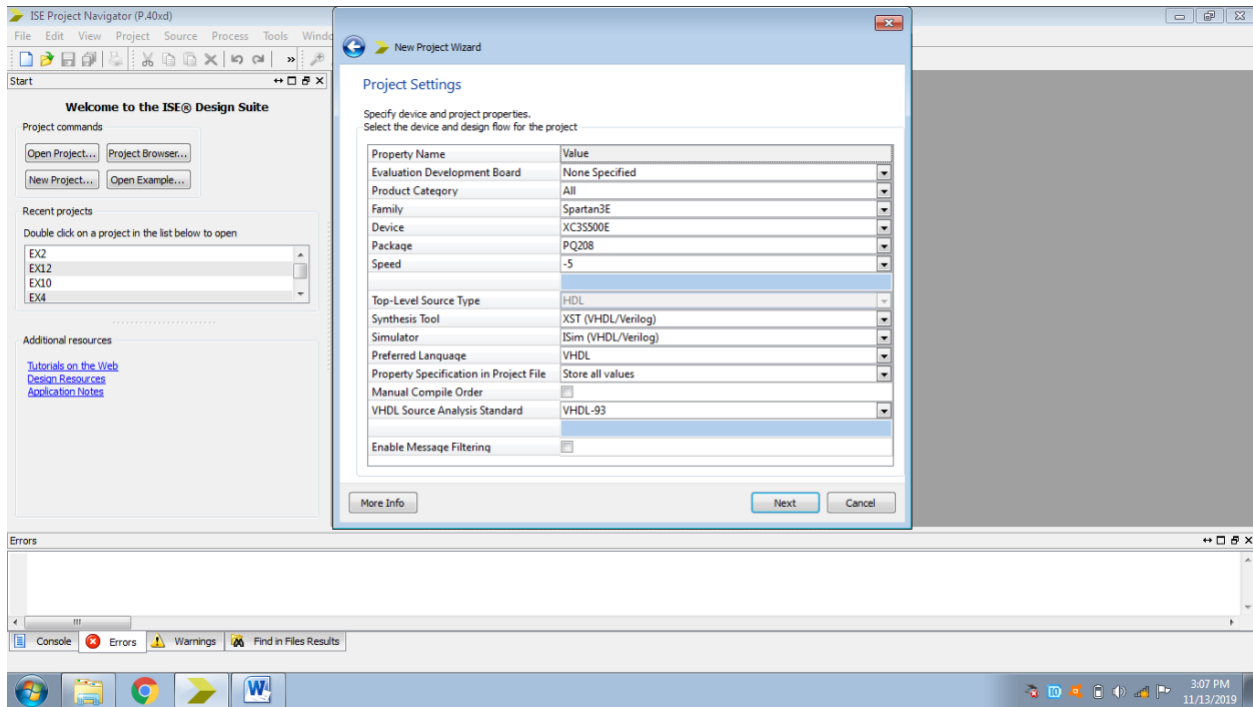 ISE Project Navigator (P.40xd)
File Edit View Project Source Process Tools
Start
Welcome to the ISE® Design Suite
Project commands
Open Project... Project Browser...
New Project... Open Example...
Recent projects
Double click on a project in the list below to open
EX2
EX12
EX10
EX4
Additional resources
Tutorials on the Web
Design Resources
Application Notes
New Project Wizard
Project Settings
Specify device and project properties.
Select the device and design flow for the project
Property Name Value
Evaluation Development Board None Specified
Product Category All
Family Spartan3E
Device XC3S500E
Package PQ208
Speed -5
Top-Level Source Type HDL
Synthesis Tool XST (VHDL/Verilog)
Simulator ISim (VHDL/Verilog)
Preferred Language VHDL
Property Specification in Project File Store all values
Manual Compile Order
VHDL Source Analysis Standard VHDL-93
Enable Message Filtering
More Info Next Cancel
Errors
Console Errors Warnings Find in Files Results
3:07 PM
11/13/2019